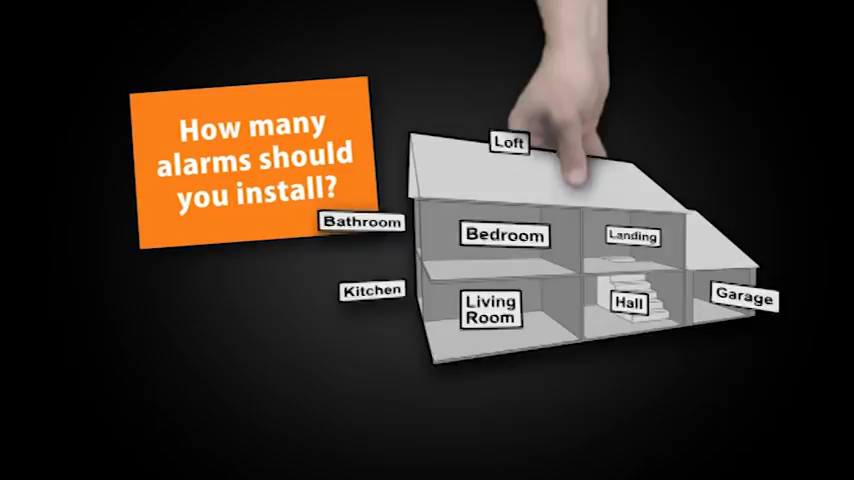 How many
alarms should
you install?
Loft
Bathroom
Bedroom
Landing
Kitchen
Living
Room
Hall
Garage